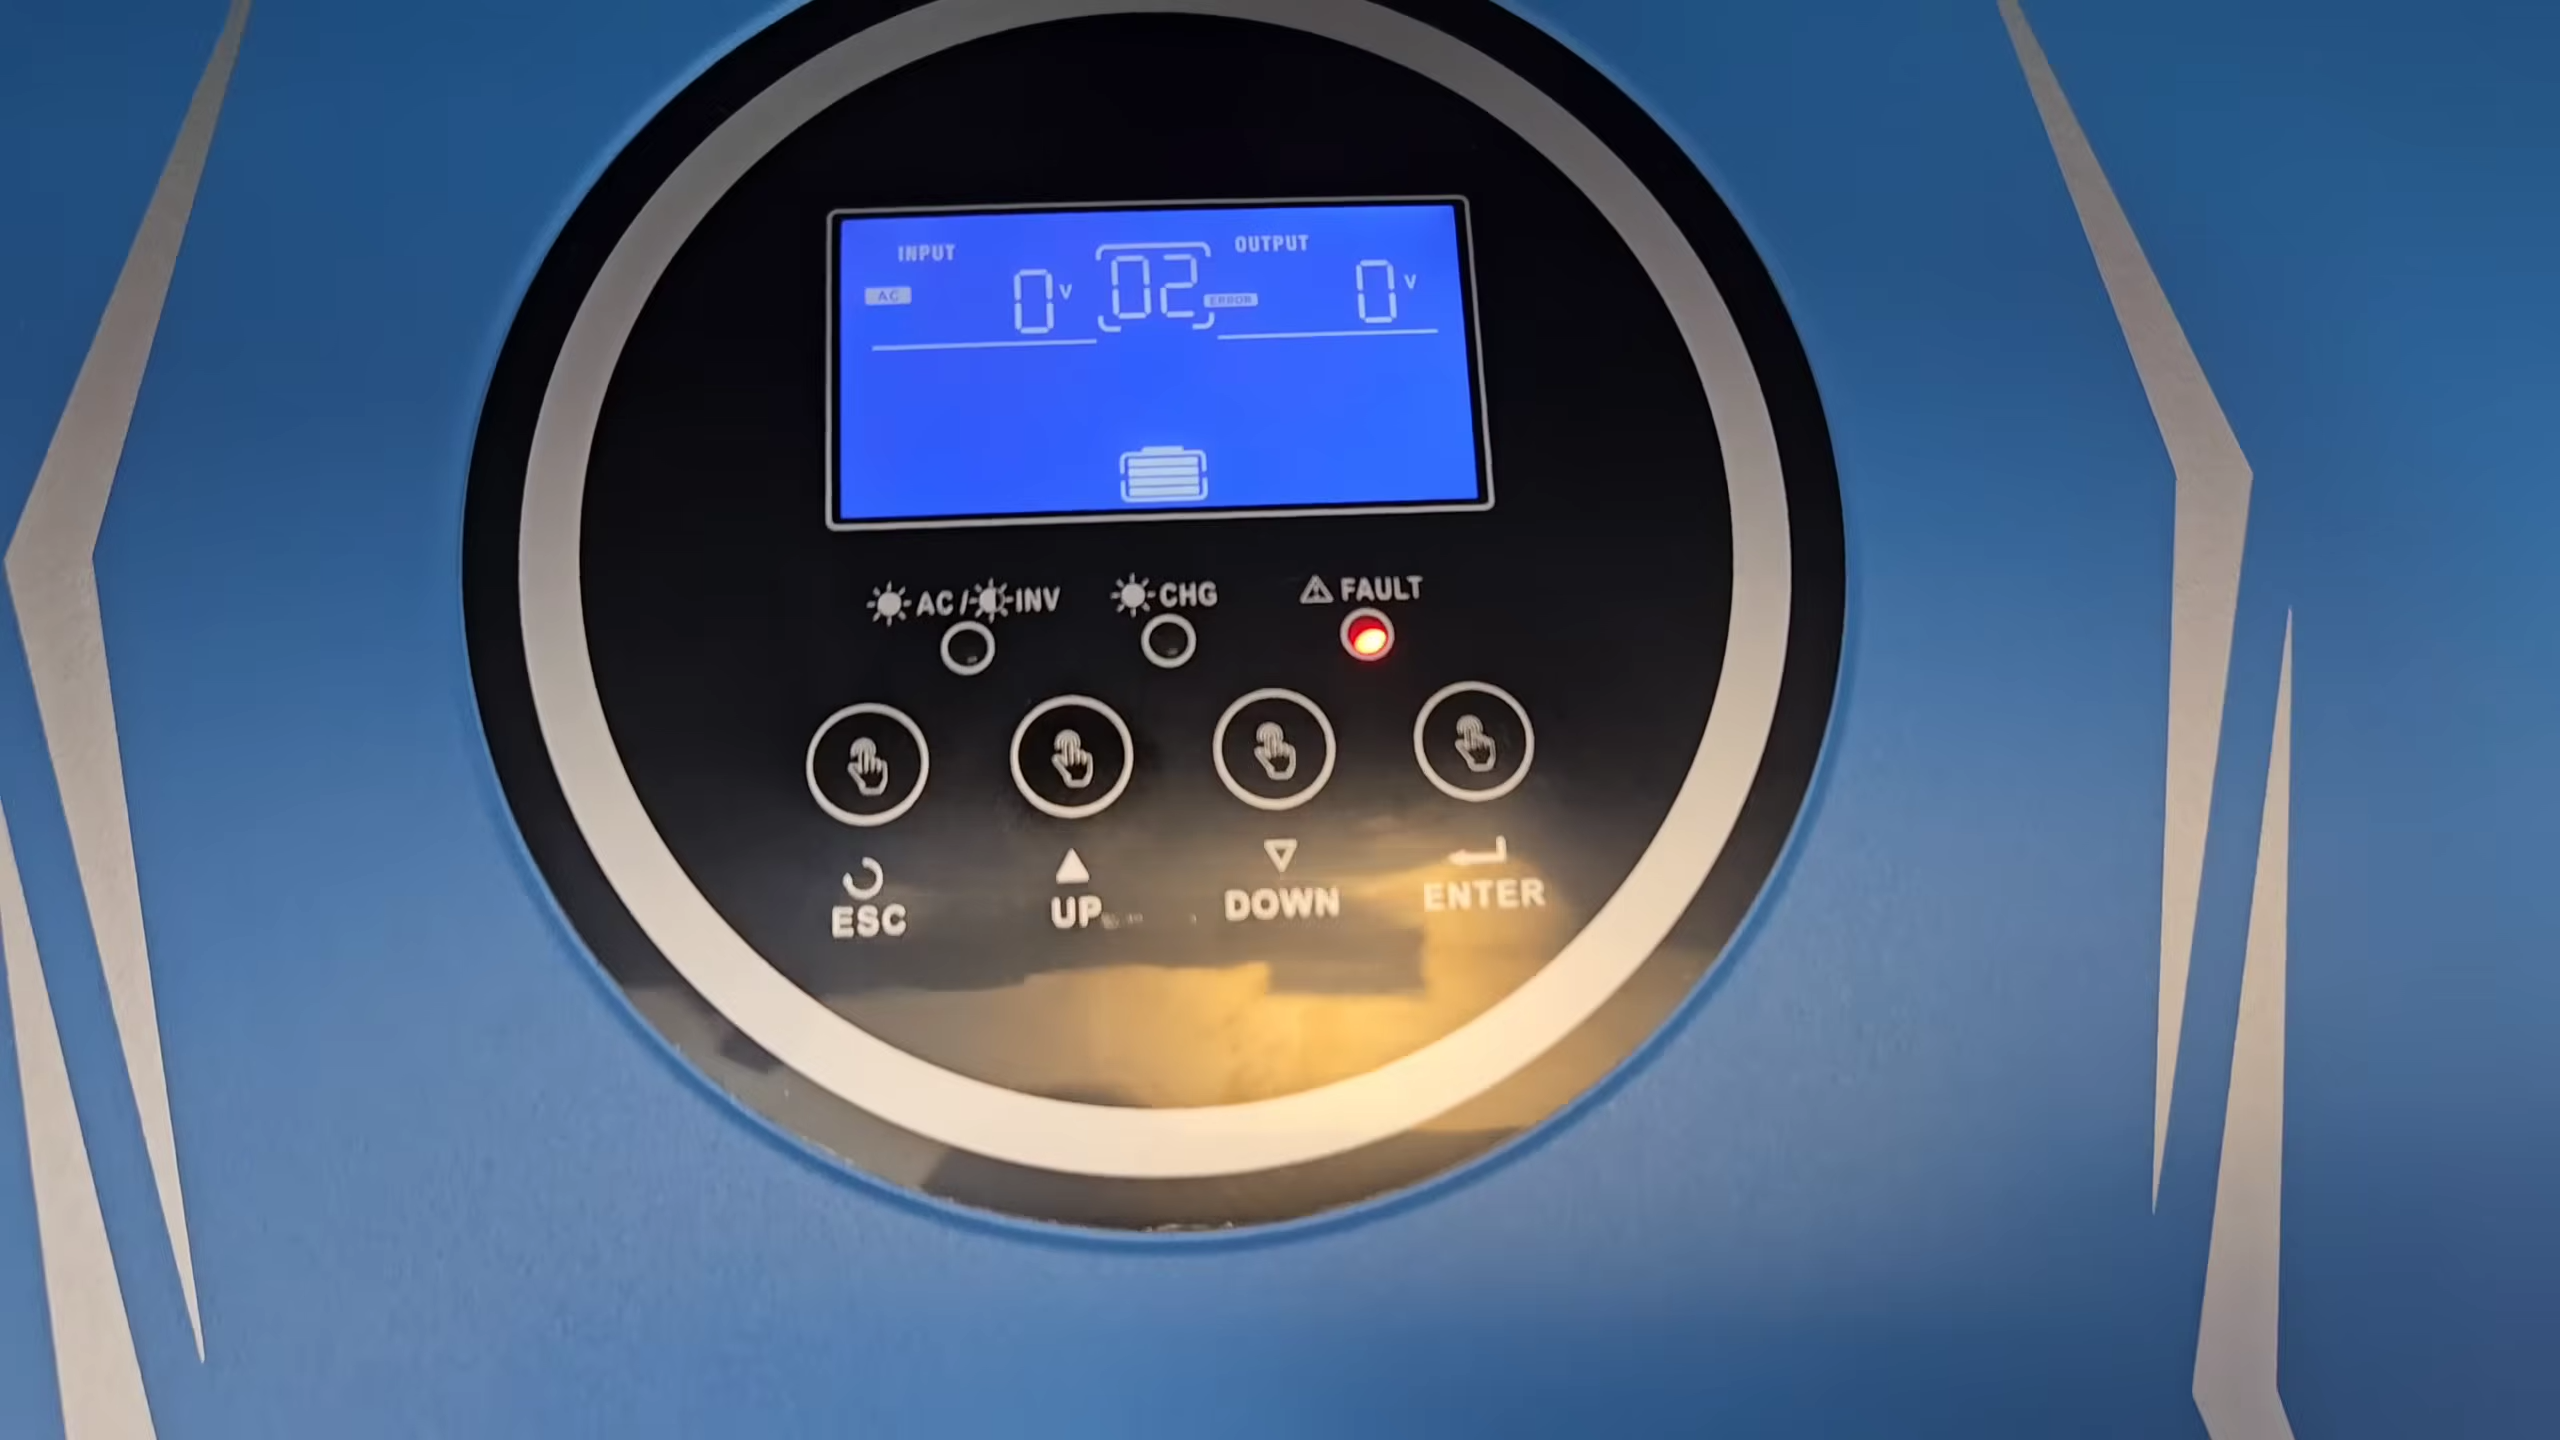 INPUT
OUTPUT
AC 0V 02 ERROR 0V
AC/INV
CHG
FAULT
ESC
UP
DOWN
ENTER